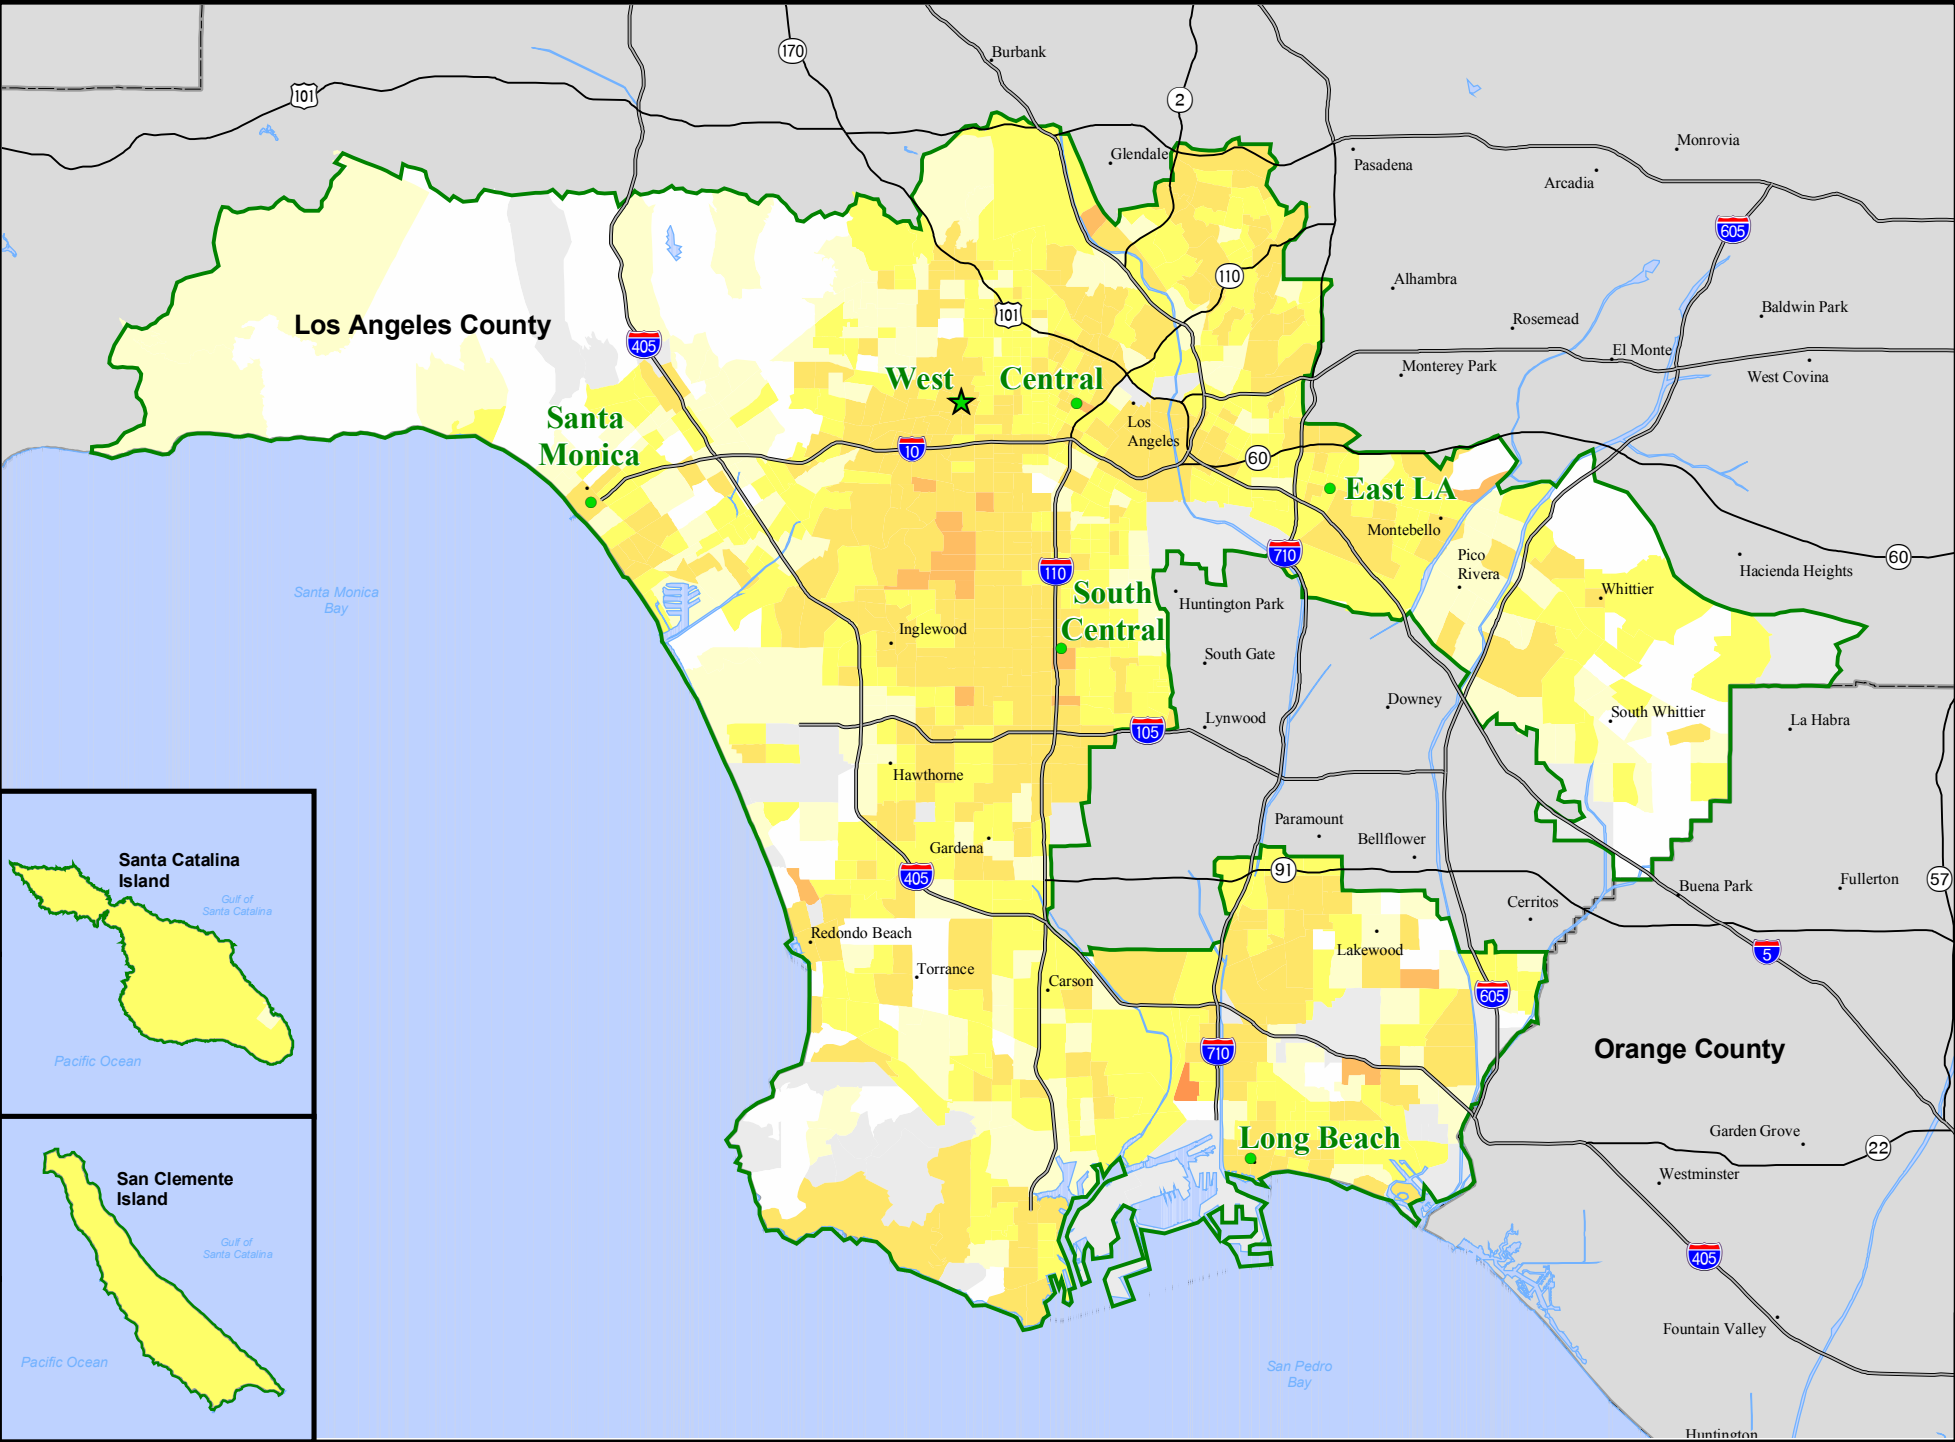 170
Burbank
101
2
Monrovia
Glendale
Pasadena
Arcadia
605
110
Alhambra
Baldwin Park
101
Rosemead
Los Angeles County
405
El Monte
Monterey Park
West Covina
West
Central
Santa
Monica
Los
Angeles
10
60
East LA
Montebello
710
Pico
Rivera
60
Hacienda Heights
110
Whittier
Santa Monica
Bay
South
Central
Huntington Park
Inglewood
South Gate
Downey
South Whittier
La Habra
Lynwood
105
Hawthorne
Paramount
Bellflower
Gardena
91
405
Buena Park
Fullerton
57
Cerritos
Santa Catalina
Island
Gulf of
Santa Catalina
Redondo Beach
Lakewood
5
Torrance
Carson
605
Orange County
710
Pacific Ocean
Long Beach
Garden Grove
22
Westminster
San Clemente
Island
Gulf of
Santa Catalina
405
Fountain Valley
Pacific Ocean
San Pedro
Bay
Huntington